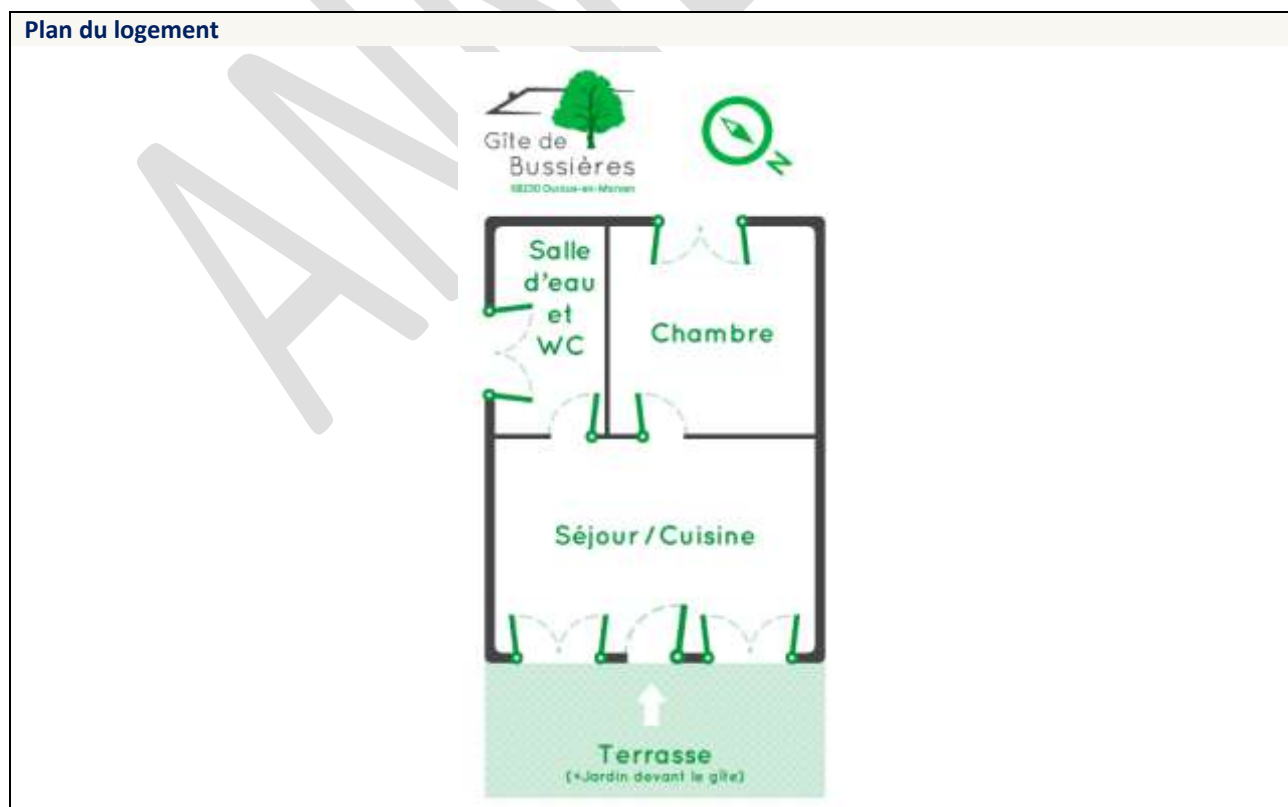 Plan du logement
Gîte de
Bussières
N
Salle
d'eau
et
WC
Chambre
Séjour / Cuisine
Terrasse
(+Jardin devant le gîte)